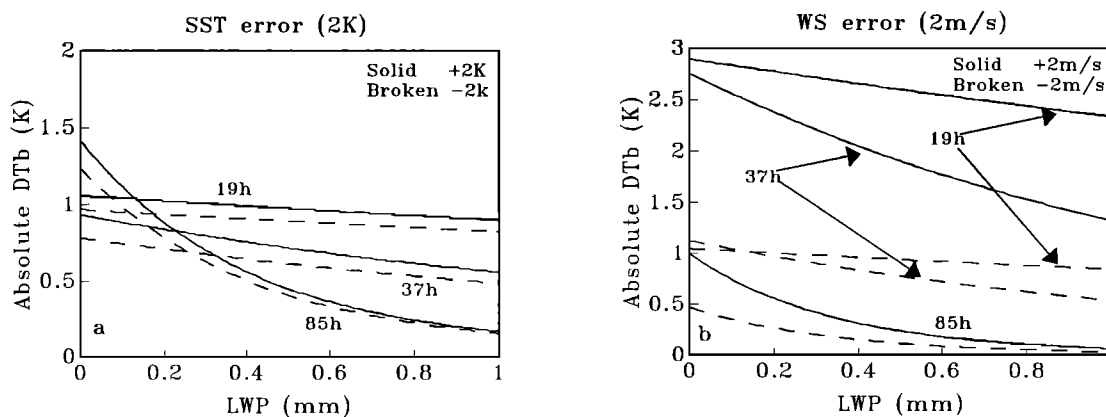 SST error (2K)
Solid +2K
Broken -2k
Absolute DTb (K)
2
1.5
1
0.5
0
19h
37h
85h
a
0
0.2
0.4
0.6
0.8
1
LWP (mm)
WS error (2m/s)
Solid +2m/s
Broken -2m/s
Absolute DTb (K)
3
2.5
2
1.5
1
0.5
0
19h
37h
85h
b
0
0.2
0.4
0.6
0.8
LWP (mm)